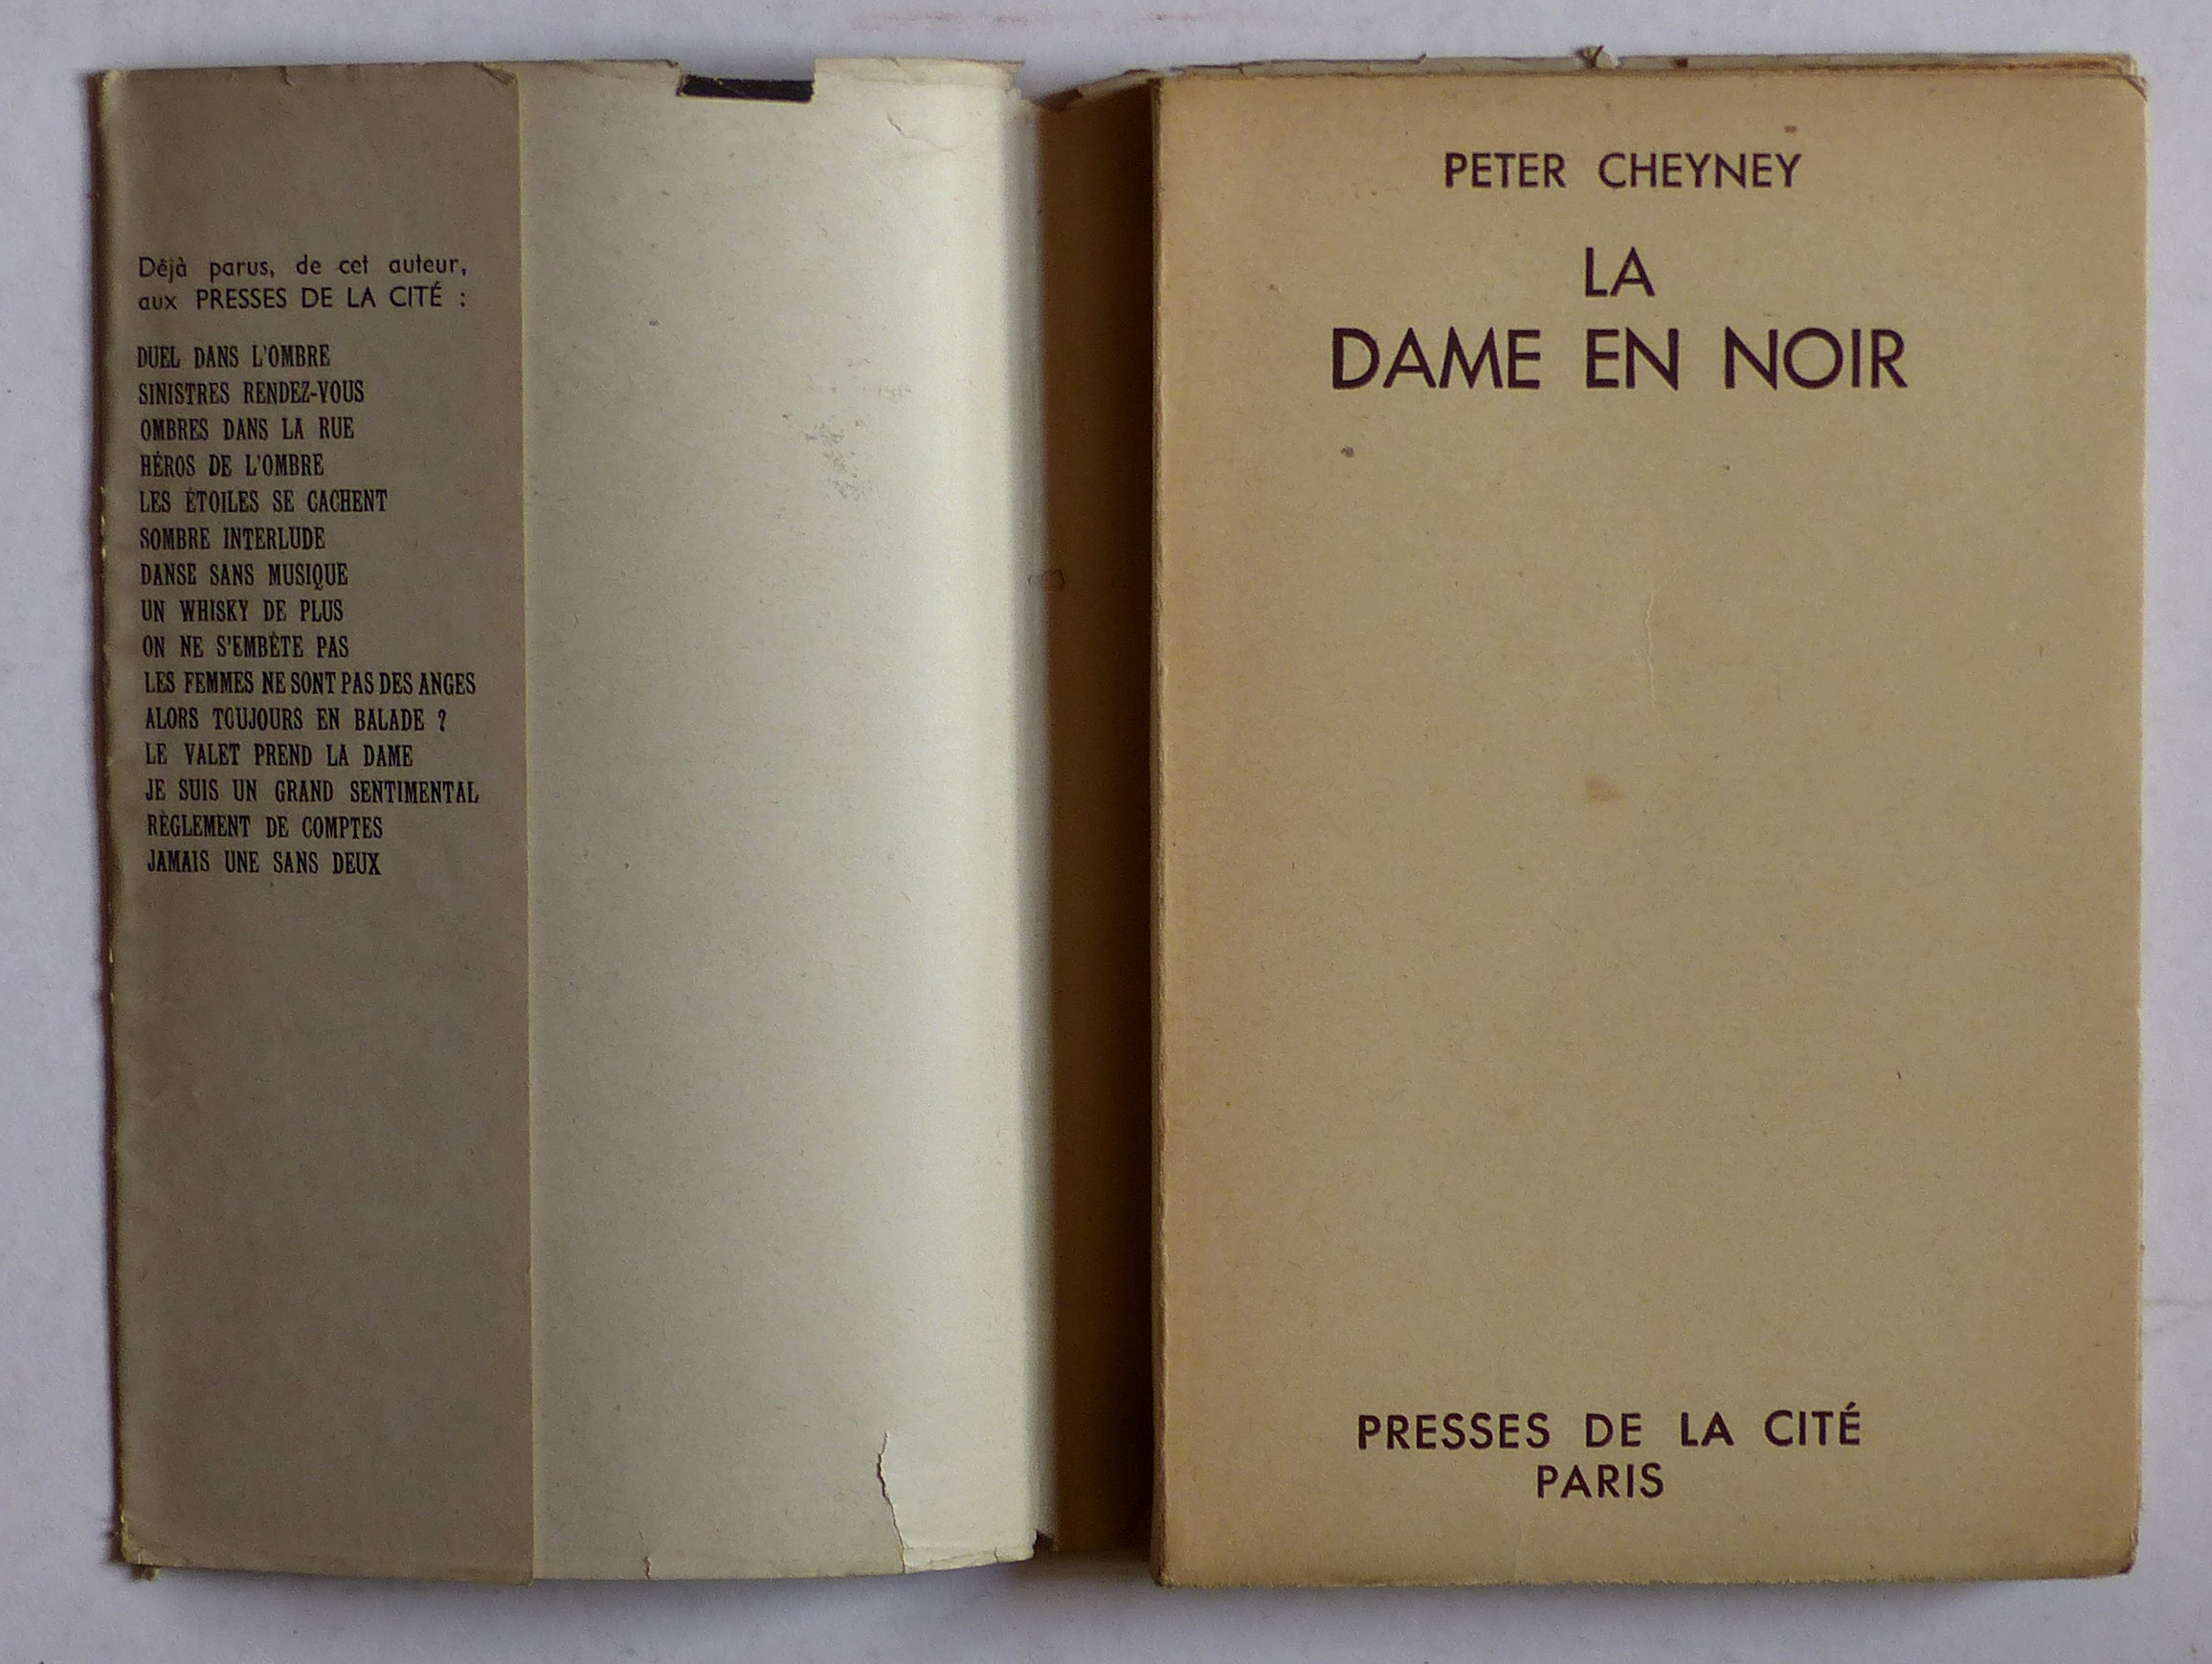 Déjà parus, de cet auteur,
aux PRESSES DE LA CITÉ :
DUEL DANS L'OMBRE
SINISTRES RENDEZ-VOUS
OMBRES DANS LA RUE
HÉROS DE L'OMBRE
LES ÉTOILES SE CACHENT
SOMBRE INTERLUDE
DANSE SANS MUSIQUE
UN WHISKY DE PLUS
ON NE S'EMBÊTE PAS
LES FEMMES NE SONT PAS DES ANGES
ALORS TOUJOURS EN BALADE ?
LE VALET PREND LA DAME
JE SUIS UN GRAND SENTIMENTAL
RÈGLEMENT DE COMPTES
JAMAIS UNE SANS DEUX
PETER CHEYNEY
LA
DAME EN NOIR
PRESSES DE LA CITÉ
PARIS